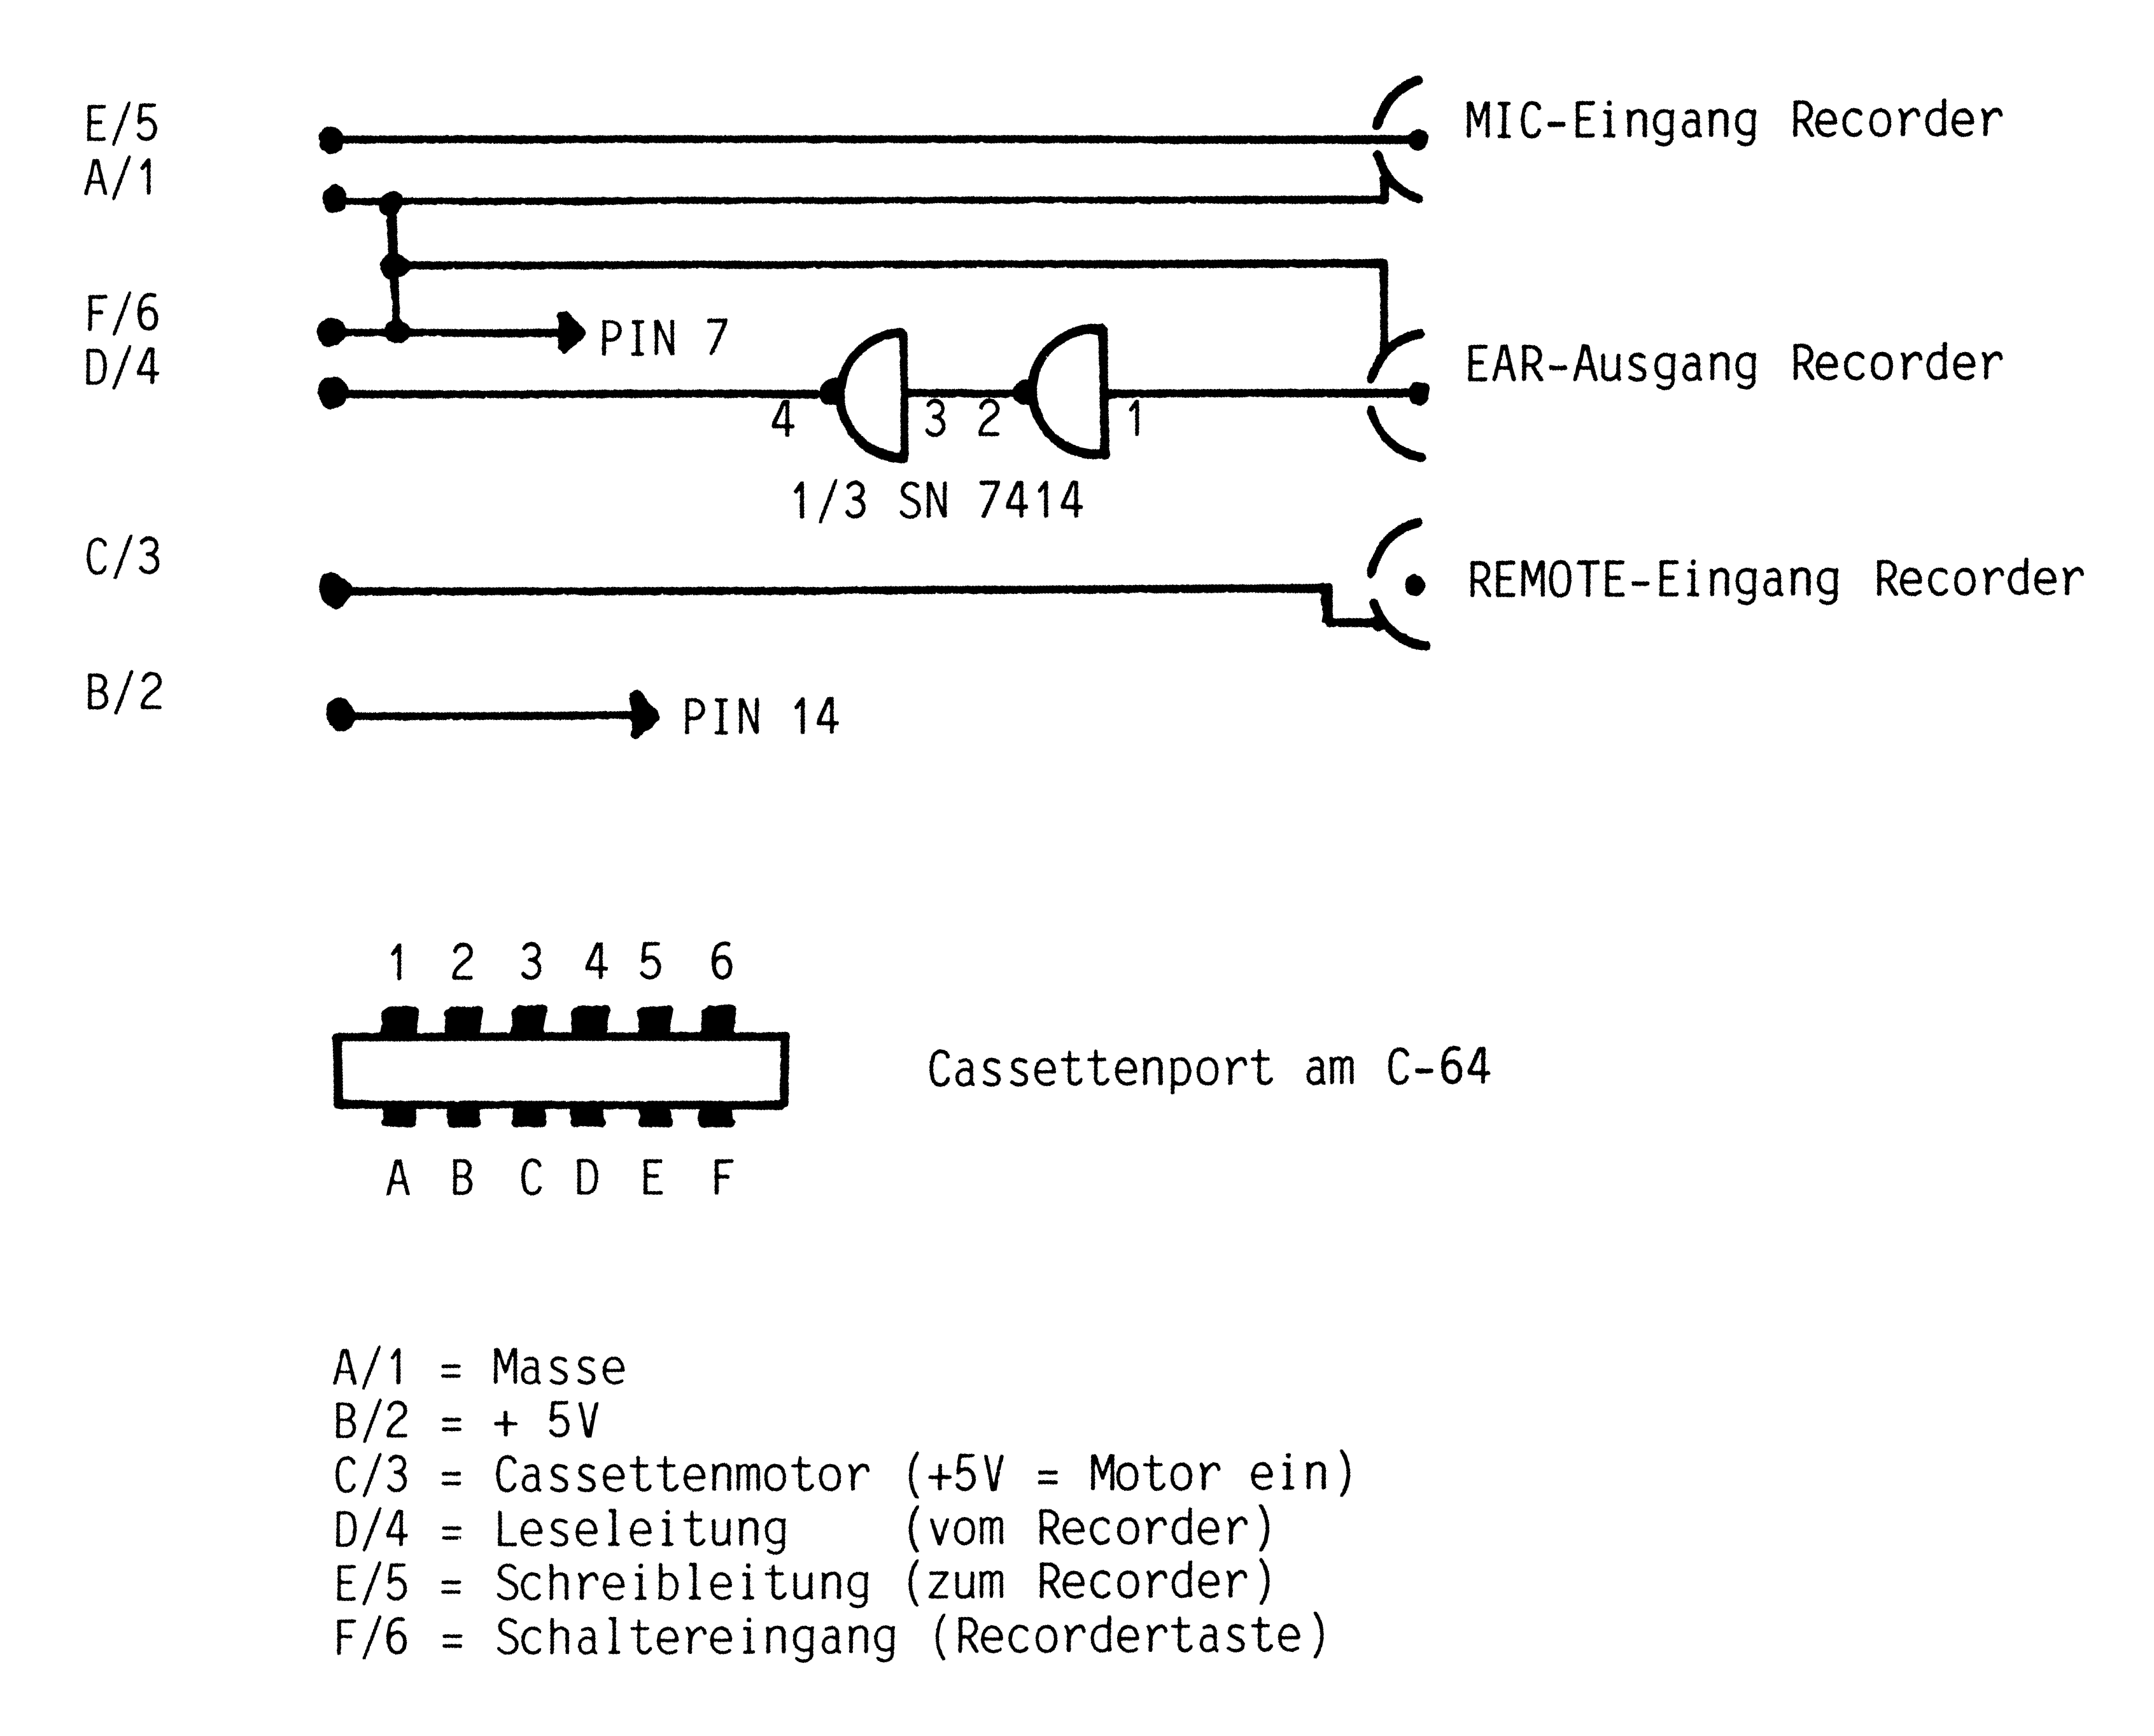 E/5
MIC-Eingang Recorder
A/1
F/6
PIN 7
D/4
EAR-Ausgang Recorder
4 3 2 1
1/3 SN 7414
C/3
REMOTE-Eingang Recorder
B/2
PIN 14
1 2 3 4 5 6
Cassettenport am C-64
A B C D E F
A/1 = Masse
B/2 = + 5V
C/3 = Cassettenmotor (+5V = Motor ein)
D/4 = Leseleitung (vom Recorder)
E/5 = Schreibleitung (zum Recorder)
F/6 = Schaltereingang (Recordertaste)